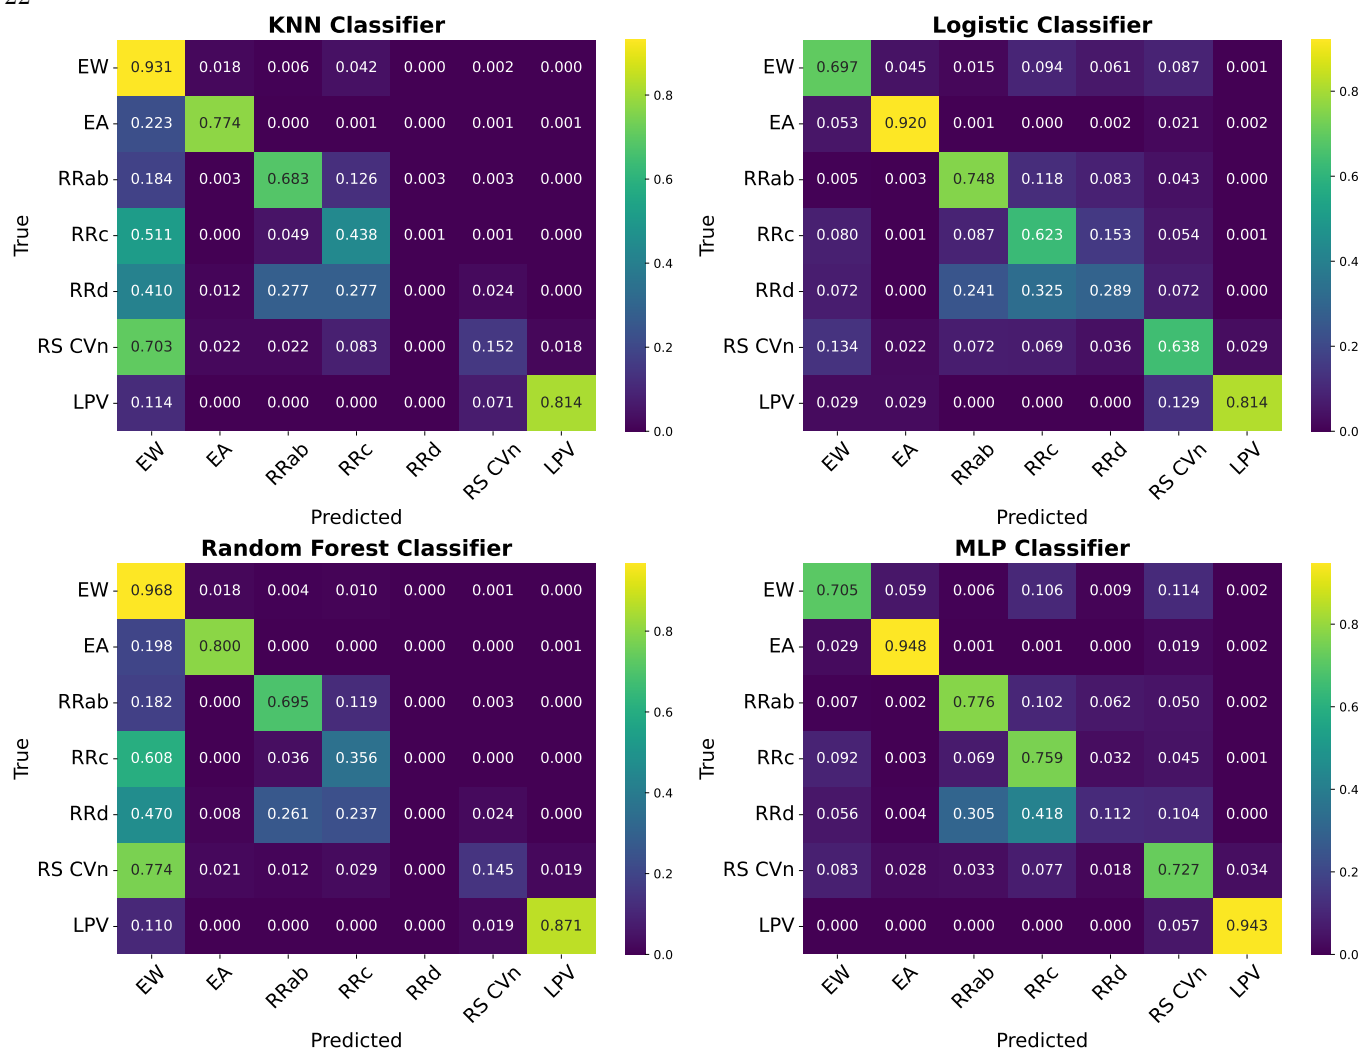 22
KNN Classifier
EW 0.931 0.018 0.006 0.042 0.000 0.002 0.000
EA 0.223 0.774 0.000 0.001 0.000 0.001 0.001
RRab 0.184 0.003 0.683 0.126 0.003 0.003 0.000
RRc 0.511 0.000 0.049 0.438 0.001 0.001 0.000
RRd 0.410 0.012 0.277 0.277 0.000 0.024 0.000
RS CVn 0.703 0.022 0.022 0.083 0.000 0.152 0.018
LPV 0.114 0.000 0.000 0.000 0.000 0.071 0.814
True
EW EA RRab RRc RRd RS CVn LPV
Predicted
0.8
0.6
0.4
0.2
0.0
Logistic Classifier
EW 0.697 0.045 0.015 0.094 0.061 0.087 0.001
EA 0.053 0.920 0.001 0.000 0.002 0.021 0.002
RRab 0.005 0.003 0.748 0.118 0.083 0.043 0.000
RRc 0.080 0.001 0.087 0.623 0.153 0.054 0.001
RRd 0.072 0.000 0.241 0.325 0.289 0.072 0.000
RS CVn 0.134 0.022 0.072 0.069 0.036 0.638 0.029
LPV 0.029 0.029 0.000 0.000 0.000 0.129 0.814
True
EW EA RRab RRc RRd RS CVn LPV
Predicted
0.8
0.6
0.4
0.2
0.0
Random Forest Classifier
EW 0.968 0.018 0.004 0.010 0.000 0.001 0.000
EA 0.198 0.800 0.000 0.000 0.000 0.000 0.001
RRab 0.182 0.000 0.695 0.119 0.000 0.003 0.000
RRc 0.608 0.000 0.036 0.356 0.000 0.000 0.000
RRd 0.470 0.008 0.261 0.237 0.000 0.024 0.000
RS CVn 0.774 0.021 0.012 0.029 0.000 0.145 0.019
LPV 0.110 0.000 0.000 0.000 0.000 0.019 0.871
True
EW EA RRab RRc RRd RS CVn LPV
Predicted
0.8
0.6
0.4
0.2
0.0
MLP Classifier
EW 0.705 0.059 0.006 0.106 0.009 0.114 0.002
EA 0.029 0.948 0.001 0.001 0.000 0.019 0.002
RRab 0.007 0.002 0.776 0.102 0.062 0.050 0.002
RRc 0.092 0.003 0.069 0.759 0.032 0.045 0.001
RRd 0.056 0.004 0.305 0.418 0.112 0.104 0.000
RS CVn 0.083 0.028 0.033 0.077 0.018 0.727 0.034
LPV 0.000 0.000 0.000 0.000 0.000 0.057 0.943
True
EW EA RRab RRc RRd RS CVn LPV
Predicted
0.8
0.6
0.4
0.2
0.0